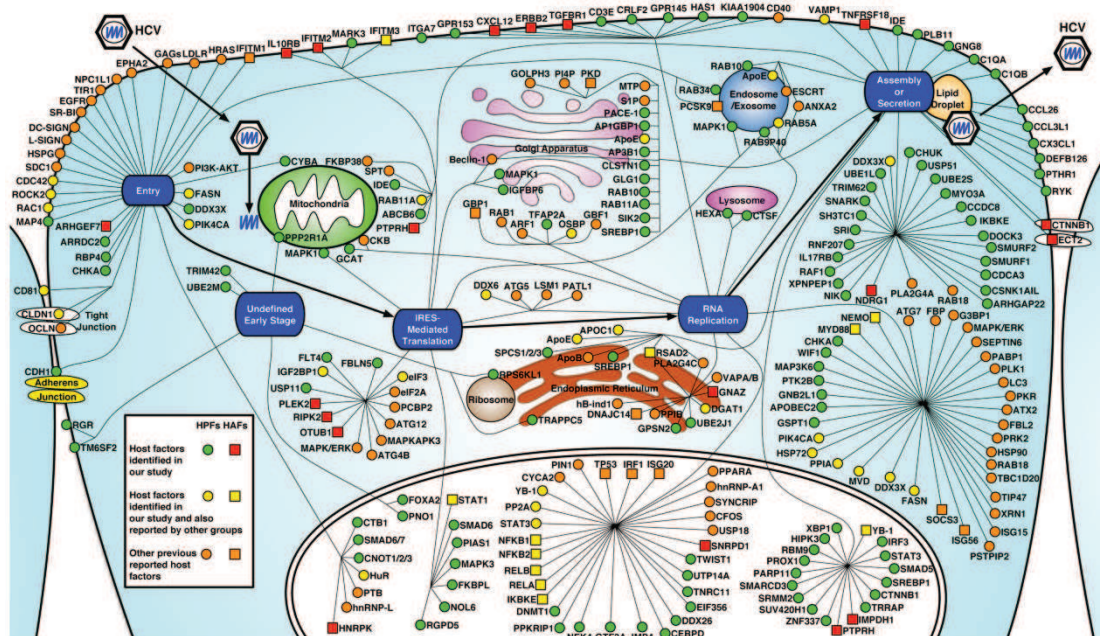 HCV
GAGs
LDLR
HRAS
IFITM1
IL10RB
IFITM2
MARK3
IFITM3
ITGA7
GPR153
CXCL12
ERBB2
TGFBR1
CD3E
CRLF2
GPR145
HAS1
KIAA1904
CD40
VAMP1
TNFRSF18
IDE
PLB11
GNG8
C1QA
C1QB
HCV
EPHA2
NPC1L1
TfR1
EGFR
SR-BI
DC-SIGN
L-SIGN
HSPG
SDC1
CDC42
ROCK2
RAC1
MAP4
ARHGEF7
ARRDC2
RBP4
CHKA
CD81
CLDN1
OCLN
Tight
Junction
CDH1
Adherens
Junction
RGR
TM6SF2
Entry
PI3K-AKT
FASN
DDX3X
PIK4CA
TRIM42
UBE2M
Undefined
Early Stage
CYBA
FKBP38
SPT
IDE
RAB11A
ABCB6
PTPRH
CKB
GCAT
Mitochondria
PPP2R1A
MAPK1
GOLPH3
PI4P
PKD
Golgi Apparatus
Beclin-1
MAPK1
IGFBP6
GBP1
RAB1
ARF1
TFAP2A
OSBP
GBF1
MTP
S1P
PACE-1
AP1GBP1
ApoE
AP3B1
CLSTN1
GLG1
RAB10
RAB11A
SIK2
SREBP1
RAB10
ApoE
RAB34
PCSK9
MAPK1
Endosome
/Exosome
ESCRT
ANXA2
RAB5A
RAB9P40
Lysosome
HEXA
CTSF
Assembly
or
Secretion
Lipid
Droplet
CCL26
CCL3L1
CX3CL1
DEFB126
PTHR1
RYK
CTNNB1
ECT2
DDX3X
UBE1L
TRIM62
SNARK
SH3TC1
SRI
RNF207
IL17RB
RAF1
XPNPEP1
NIK
NDRG1
CHUK
USP51
UBE2S
MYO3A
CCDC8
IKBKE
DOCK3
SMURF2
SMURF1
CDCA3
CSNK1AIL
ARHGAP22
IRES-
Mediated
Translation
DDX6
ATG5
LSM1
PATL1
RNA
Replication
FLT4
FBLN5
IGF2BP1
USP11
PLEK2
RIPK2
OTUB1
MAPK/ERK
eIF3
eIF2A
PCBP2
ATG12
MAPKAPK3
ATG4B
APOC1
ApoE
SPCS1/2/3
ApoB
SREBP1
RSAD2
PLA2G4C
RPS6KL1
Ribosome
Endoplasmic Reticulum
VAPA/B
GNAZ
hB-ind1
DNAJC14
PPIB
DGAT1
TRAPPC5
GPSN2
UBE2J1
PLA2G4A
RAB18
ATG7
FBP
G3BP1
NEMO
MYD88
CHKA
WIF1
MAP3K6
PTK2B
GNB2L1
APOBEC2
GSPT1
PIK4CA
HSP72
PPIA
MVD
DDX3X
FASN
MAPK/ERK
SEPTIN6
PABP1
PLK1
LC3
PKR
ATX2
FBL2
PRK2
HSP90
RAB18
TBC1D20
TIP47
XRN1
ISG15
PSTPIP2
SOCS3
ISG56
HPFs HAFs
Host factors
identified in
our study
Host factors
identified in
our study and also
reported by other groups
Other previous
reported host
factors
FOXA2
PNO1
CTB1
SMAD6/7
CNOT1/2/3
HuR
PTB
hnRNP-L
HNRPK
STAT1
SMAD6
PIAS1
MAPK3
FKBPL
NOL6
RGPD5
PIN1
TP53
IRF1
ISG20
CYCA2
YB-1
PP2A
STAT3
NFKB1
NFKB2
RELB
RELA
IKBKE
DNMT1
PPKRIP1
PPARA
hnRNP-A1
SYNCRIP
CFOS
USP18
SNRPD1
TWIST1
UTP14A
TNRC11
EIF356
DDX26
CEBPD
XBP1
HIPK3
RBM9
PROX1
PARP11
SMARCD3
SRMM2
SUV420H1
ZNF337
YB-1
IRF3
STAT3
SMAD5
SREBP1
CTNNB1
TRRAP
IMPDH1
PTPRH